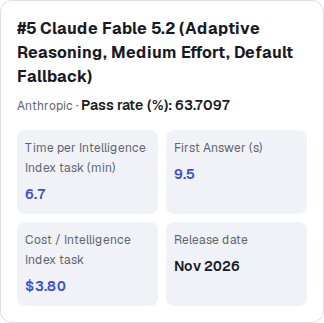 #5 Claude Fable 5.2 (Adaptive
Reasoning, Medium Effort, Default
Fallback)
Anthropic · Pass rate (%): 63.7097
Time per Intelligence
Index task (min)
6.7
First Answer (s)
9.5
Cost / Intelligence
Index task
$3.80
Release date
Nov 2026